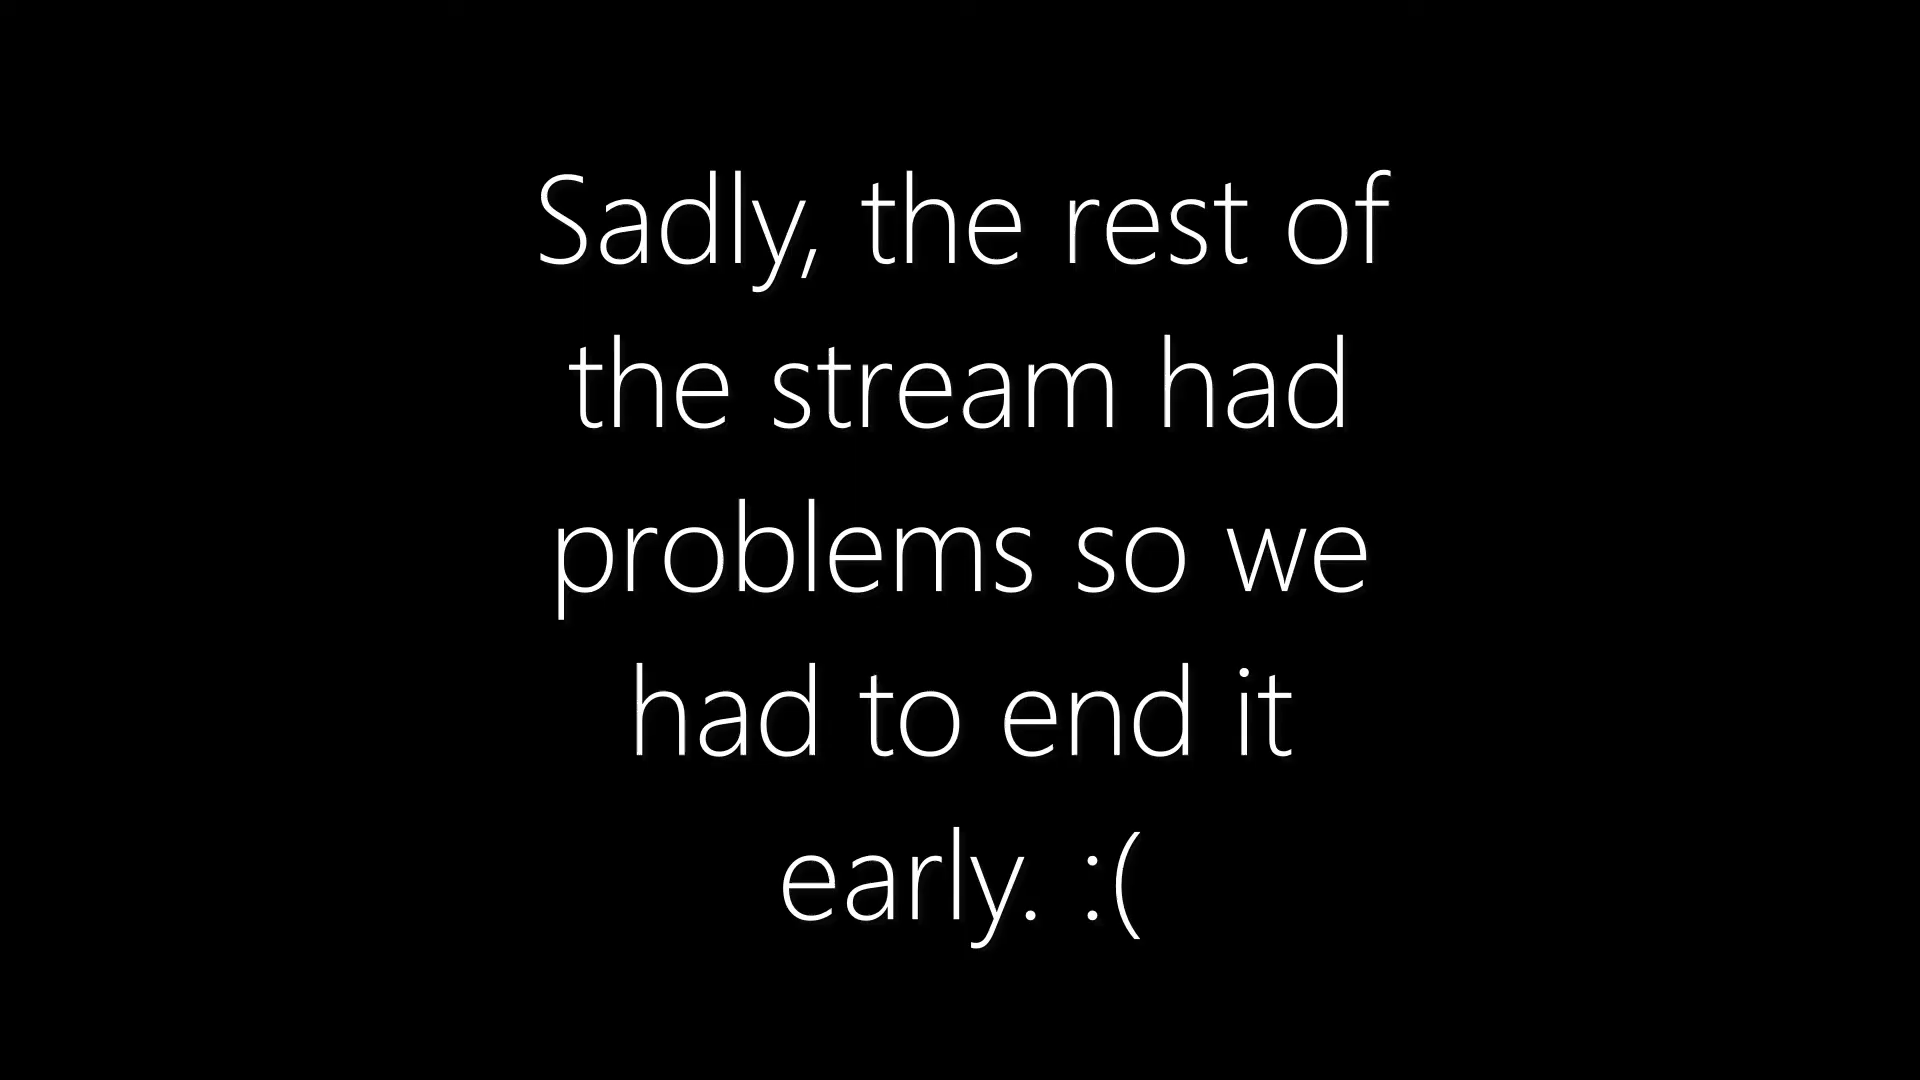 Sadly, the rest of
the stream had
problems so we
had to end it
early. :(